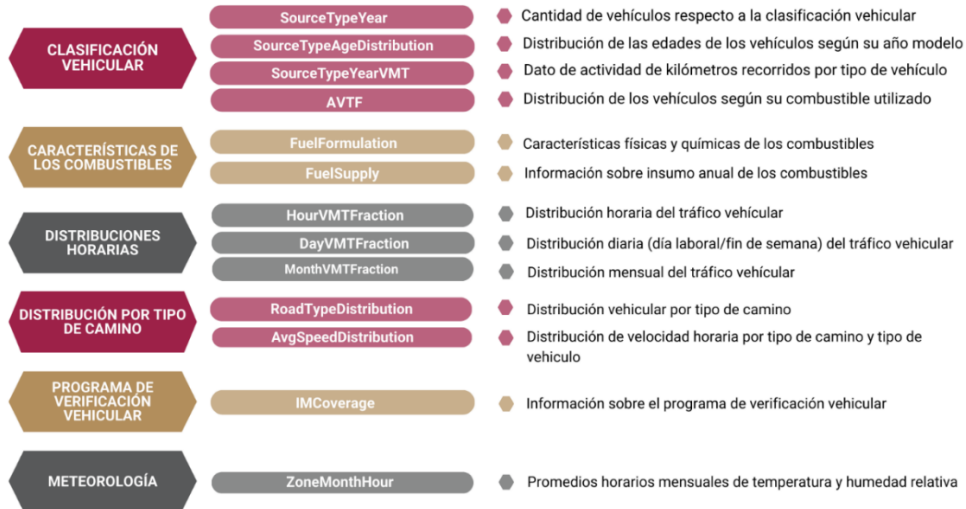 CLASIFICACIÓN
VEHICULAR
SourceTypeYear
Cantidad de vehículos respecto a la clasificación vehicular
SourceTypeAgeDistribution
Distribución de las edades de los vehículos según su año modelo
SourceTypeYearVMT
Dato de actividad de kilómetros recorridos por tipo de vehículo
AVTF
Distribución de los vehículos según su combustible utilizado
CARACTERÍSTICAS DE
LOS COMBUSTIBLES
FuelFormulation
Características físicas y químicas de los combustibles
FuelSupply
Información sobre insumo anual de los combustibles
DISTRIBUCIONES
HORARIAS
HourVMTFraction
Distribución horaria del tráfico vehícular
DayVMTFraction
Distribución diaria (día laboral/fin de semana) del tráfico vehicular
MonthVMTFraction
Distribución mensual del tráfico vehícular
DISTRIBUCIÓN POR TIPO
DE CAMINO
RoadTypeDistribution
Distribución vehicular por tipo de camino
AvgSpeedDistribution
Distribución de velocidad horaria por tipo de camino y tipo de
vehiculo
PROGRAMA DE
VERIFICACIÓN
VEHICULAR
IMCoverage
Información sobre el programa de verificación vehicular
METEOROLOGÍA
ZoneMonthHour
Promedios horarios mensuales de temperatura y humedad relativa